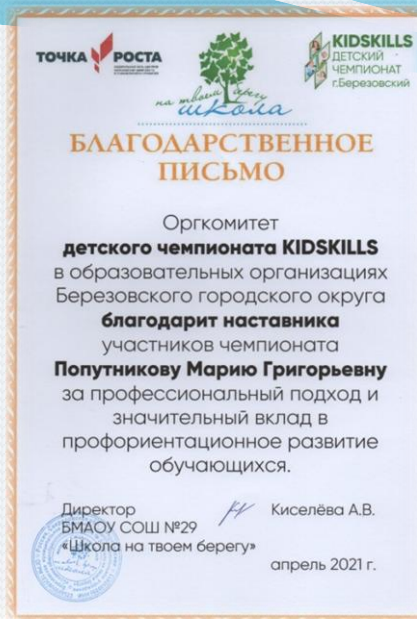 ТОЧКА РОСТА
на твоем берегу
школа
KIDSKILLS
ДЕТСКИЙ
ЧЕМПИОНАТ
г.Березовский
БЛАГОДАРСТВЕННОЕ
ПИСЬМО
Оргкомитет
детского чемпионата KIDSKILLS
в образовательных организациях
Березовского городского округа
благодарит наставника
участников чемпионата
Попутникову Марию Григорьевну
за профессиональный подход и
значительный вклад в
профориентационное развитие
обучающихся.
Директор Киселёва А.В.
БМАОУ СОШ №29
«Школа на твоем берегу»
апрель 2021 г.